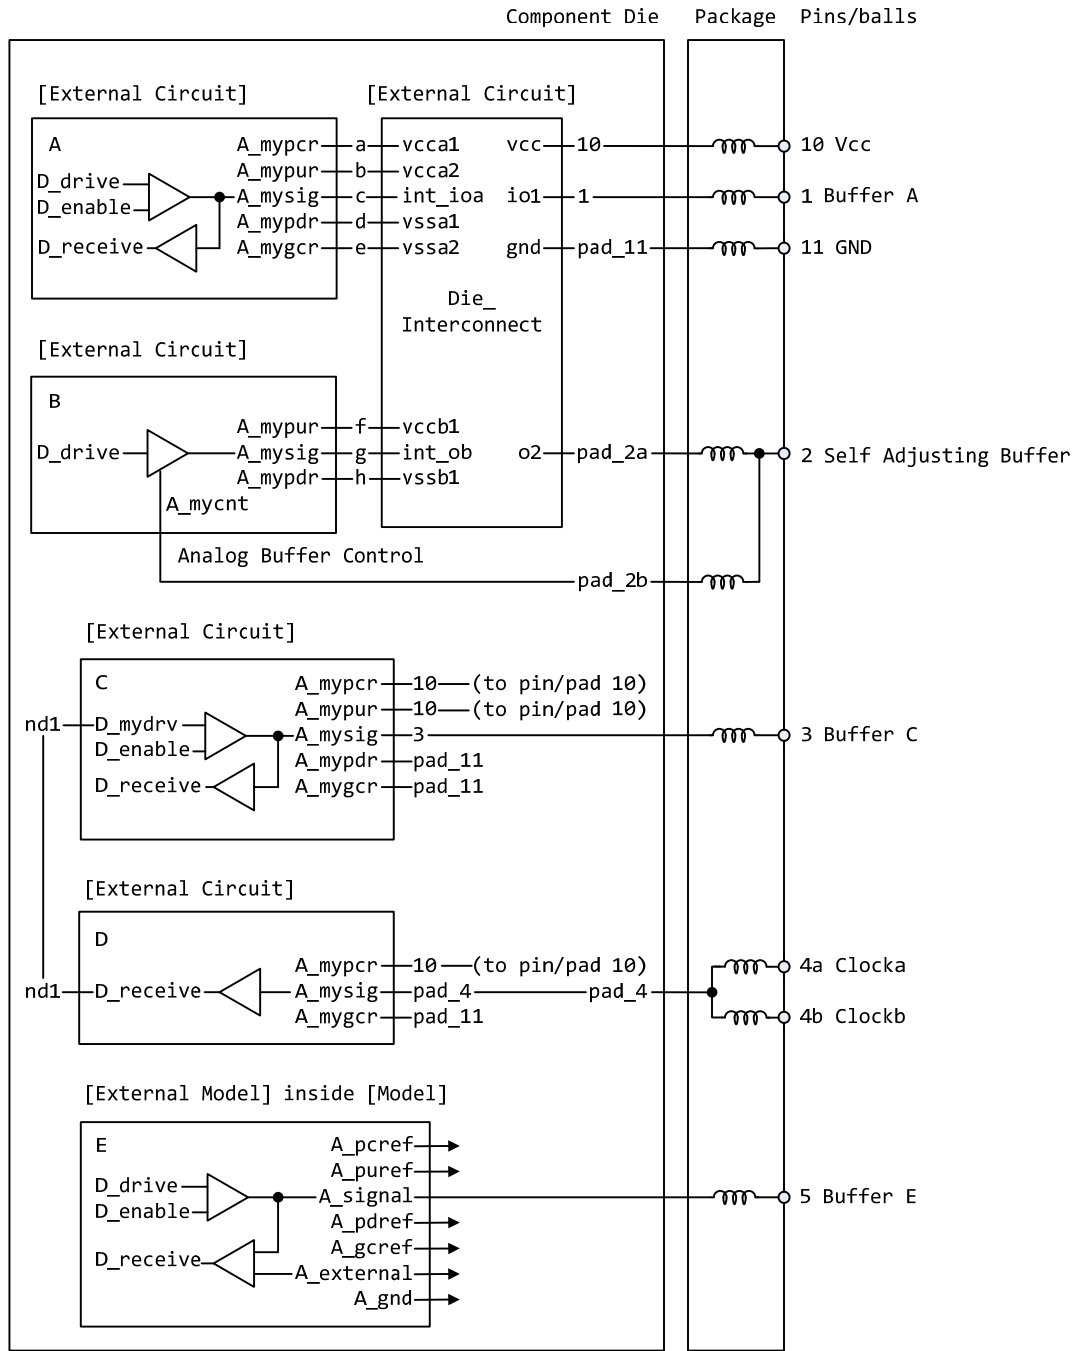 Component Die Package Pins/balls
[External Circuit] [External Circuit]
A A_mypcr a vcca1 vcc 10 10 Vcc
A_mypur b vcca2
D_drive
A_mysig c int_ioa io1 1 1 Buffer A
D_enable
A_mypdr d vssa1
D_receive A_mygcr e vssa2 gnd pad_11 11 GND
Die_
Interconnect
[External Circuit]
B
A_mypur f vccb1
D_drive A_mysig g int_ob o2 pad_2a 2 Self Adjusting Buffer
A_mypdr h vssb1
A_mycnt
Analog Buffer Control
pad_2b
[External Circuit]
C A_mypcr 10 (to pin/pad 10)
A_mypur 10 (to pin/pad 10)
nd1 D_mydrv
A_mysig 3 3 Buffer C
D_enable
A_mypdr pad_11
D_receive A_mygcr pad_11
[External Circuit]
D
A_mypcr 10 (to pin/pad 10) 4a Clocka
nd1 D_receive A_mysig pad_4 pad_4
A_mygcr pad_11 4b Clockb
[External Model] inside [Model]
E A_pcref
A_puref
D_drive
A_signal 5 Buffer E
D_enable
A_pdref
A_gcref
D_receive
A_external
A_gnd